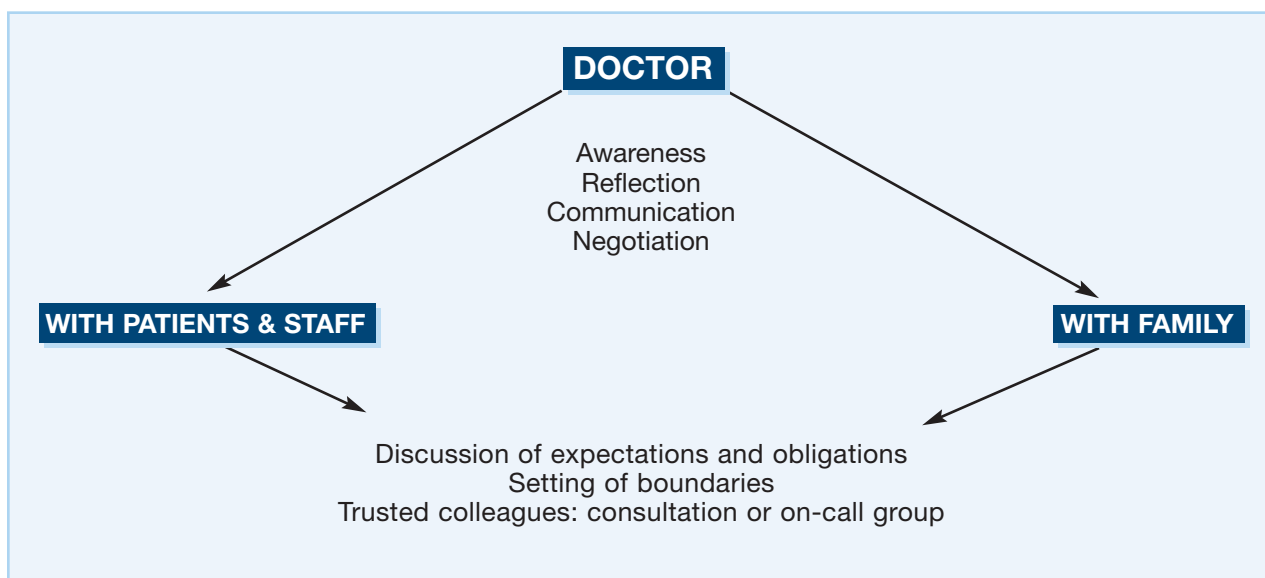 DOCTOR
Awareness
Reflection
Communication
Negotiation
WITH PATIENTS & STAFF
WITH FAMILY
Discussion of expectations and obligations
Setting of boundaries
Trusted colleagues: consultation or on-call group